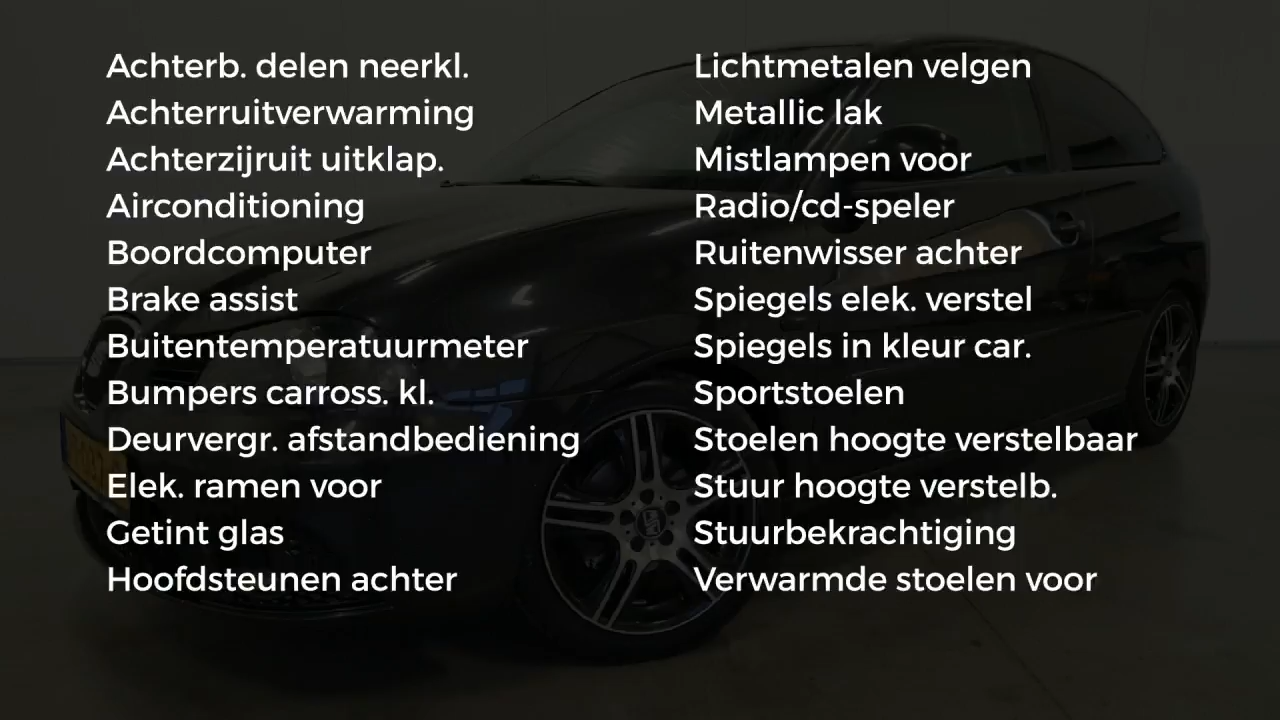 Achterb. delen neerkl.
Achterruitverwarming
Achterzijruit uitklap.
Airconditioning
Boordcomputer
Brake assist
Buitentemperatuurmeter
Bumpers carross. kl.
Deurvergr. afstandbediening
Elek. ramen voor
Getint glas
Hoofdsteunen achter
Lichtmetalen velgen
Metallic lak
Mistlampen voor
Radio/cd-speler
Ruitenwisser achter
Spiegels elek. verstel
Spiegels in kleur car.
Sportstoelen
Stoelen hoogte verstelbaar
Stuur hoogte verstelb.
Stuurbekrachtiging
Verwarmde stoelen voor